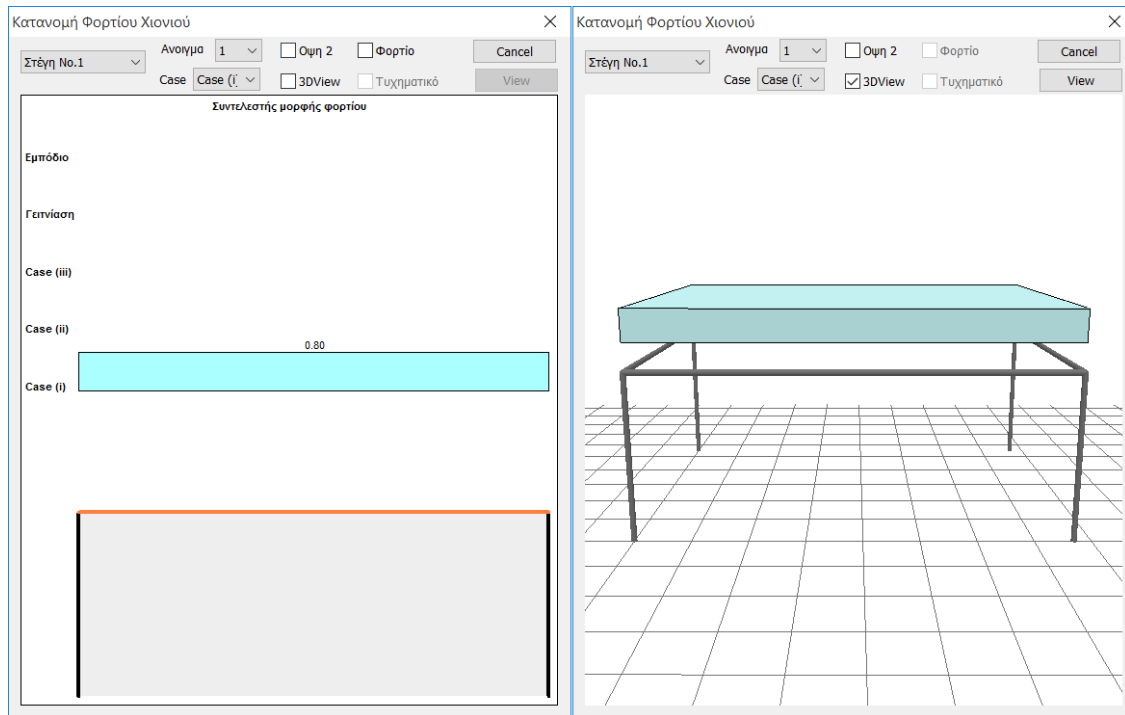 Κατανομή Φορτίου Χιονιού
Στέγη No.1
Ανοιγμα 1
Οψη 2
Φορτίο
Cancel
Case Case (i)
3DView
Τυχηματικό
View
Συντελεστής μορφής φορτίου
Εμπόδιο
Γειτνίαση
Case (iii)
Case (ii)
0.80
Case (i)
Κατανομή Φορτίου Χιονιού
Στέγη No.1
Ανοιγμα 1
Οψη 2
Φορτίο
Cancel
Case Case (i)
3DView
Τυχηματικό
View